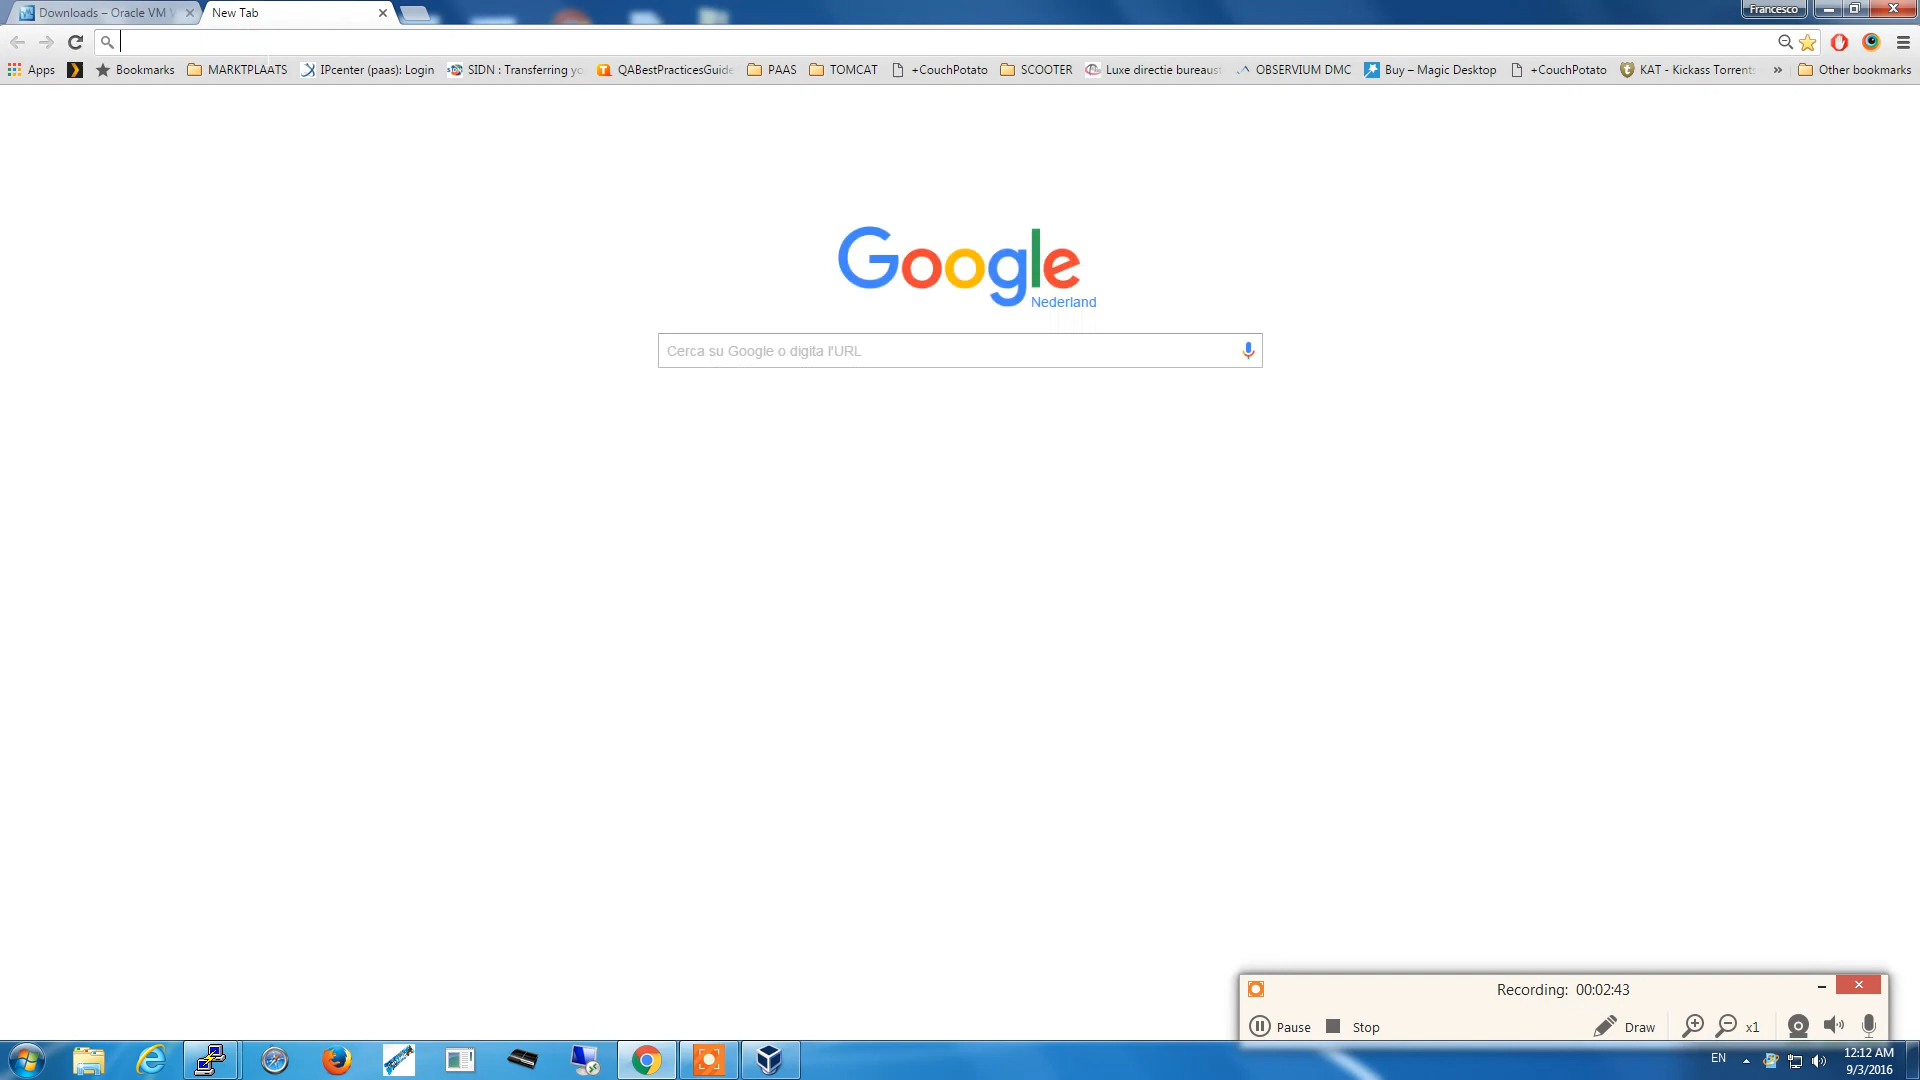 Downloads – Oracle VM V
New Tab
Francesco
Apps
Bookmarks
MARKTPLAATS
IPcenter (paas): Login
SIDN : Transferring yo
QABestPracticesGuide
PAAS
TOMCAT
+CouchPotato
SCOOTER
Luxe directie bureaust
OBSERVIUM DMC
Buy – Magic Desktop
+CouchPotato
KAT - Kickass Torrents
»
Other bookmarks
Google
Nederland
Cerca su Google o digita l'URL
Recording: 00:02:43
Pause
Stop
Draw
x1
EN
12:12 AM
9/3/2016